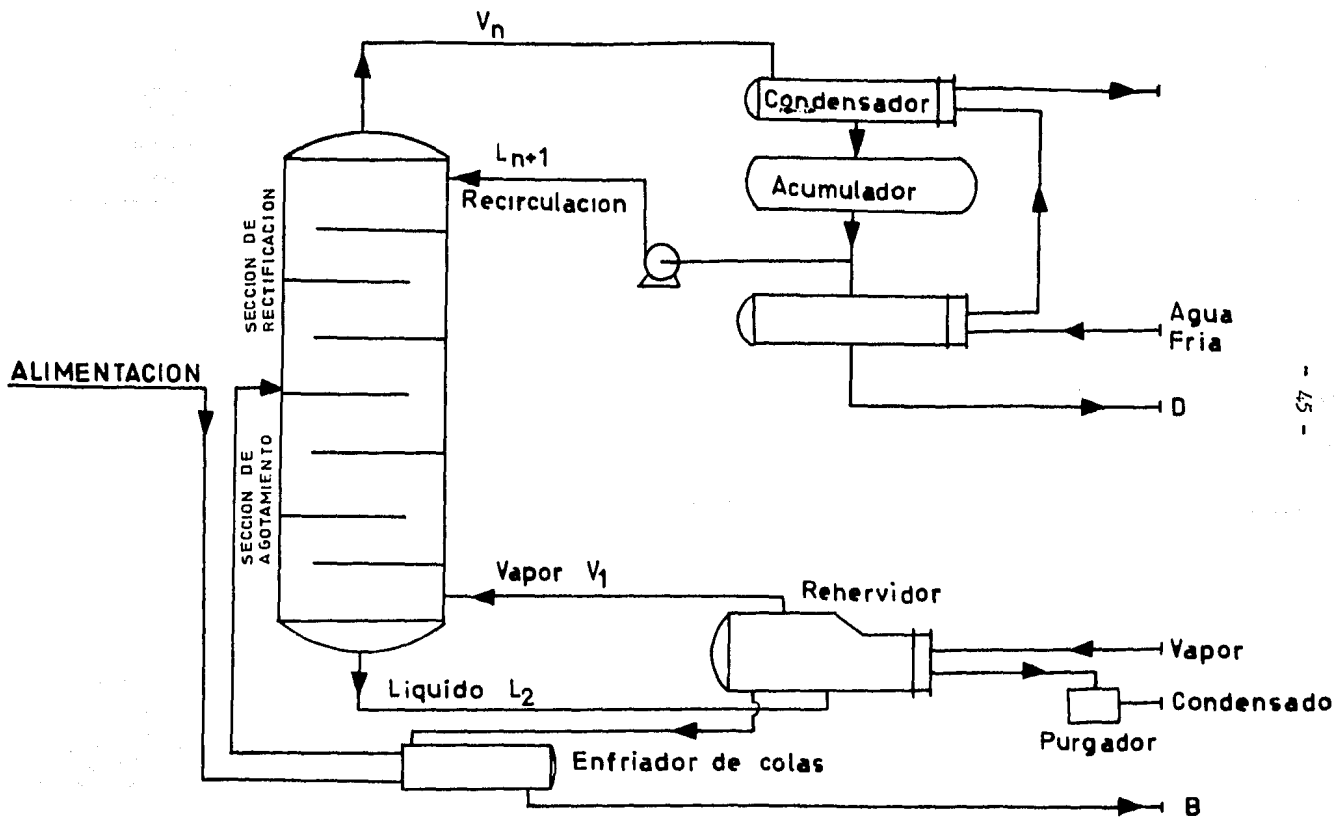 Vn
Condensador
Ln+1
Recirculacion
Acumulador
SECCION DE
RECTIFICACION
Agua
Fria
ALIMENTACION
D
- 45 -
SECCION DE
AGOTAMIENTO
Vapor V1
Rehervidor
Vapor
Liquido L2
Condensado
Purgador
Enfriador de colas
B